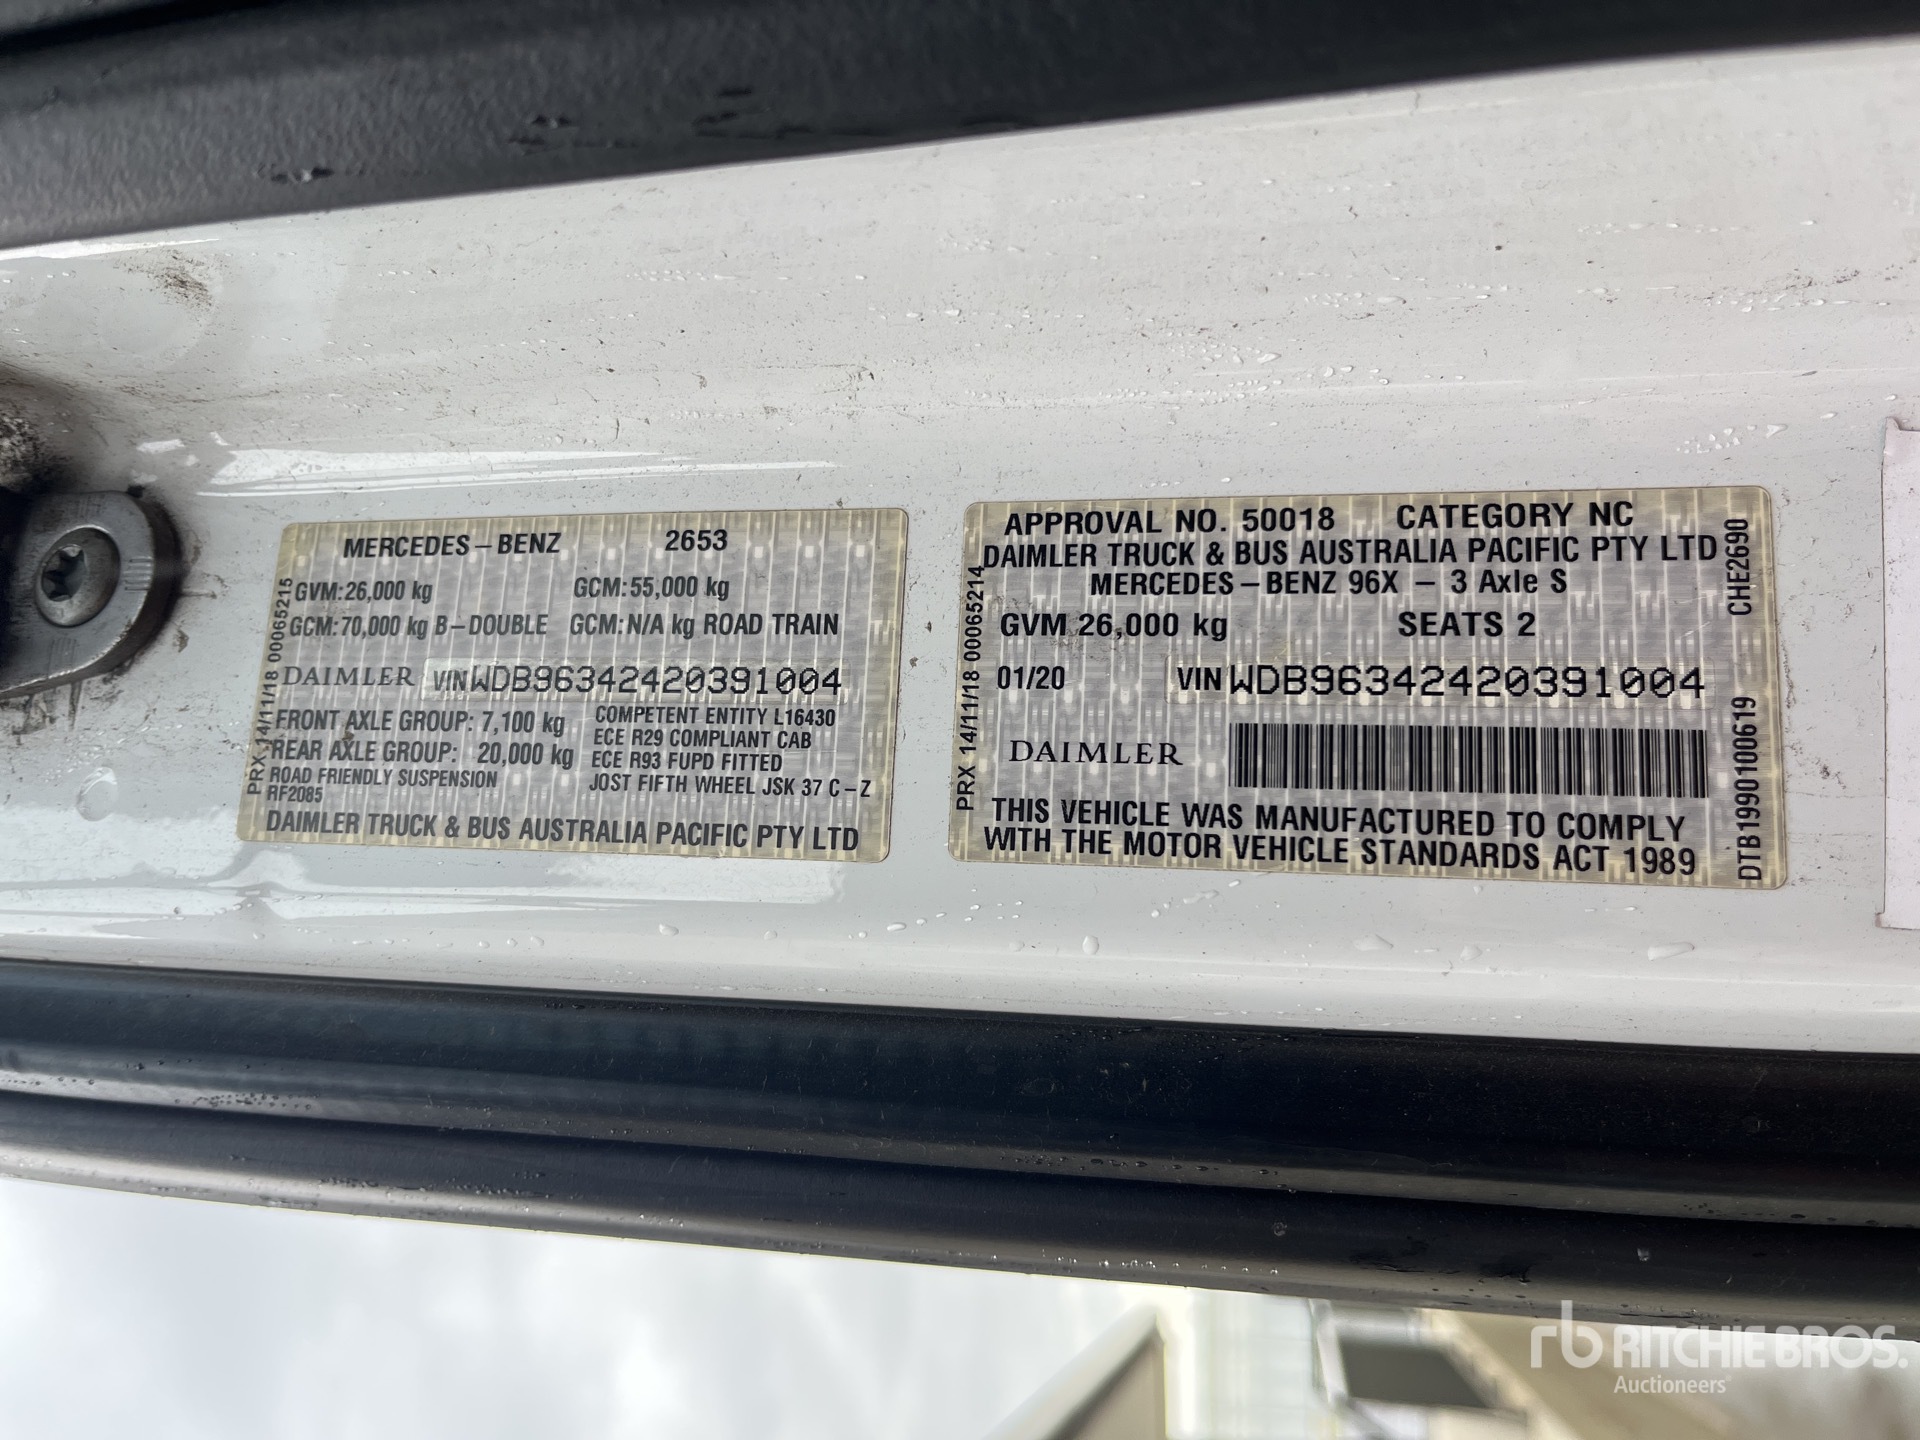 MERCEDES-BENZ 2653
GVM: 26,000 kg GCM: 55,000 kg
GCM: 70,000 kg B-DOUBLE GCM: N/A kg ROAD TRAIN
DAIMLER VIN WDB96342420391004
FRONT AXLE GROUP: 7,100 kg
REAR AXLE GROUP: 20,000 kg
ROAD FRIENDLY SUSPENSION
RF2085
COMPETENT ENTITY L16430
ECE R29 COMPLIANT CAB
ECE R93 FUPD FITTED
JOST FIFTH WHEEL JSK 37 C-Z
DAIMLER TRUCK & BUS AUSTRALIA PACIFIC PTY LTD
PRX 14/11/18 00065215
APPROVAL NO. 50018 CATEGORY NC
DAIMLER TRUCK & BUS AUSTRALIA PACIFIC PTY LTD
MERCEDES-BENZ 96X - 3 Axle S
GVM 26,000 kg SEATS 2
01/20 VIN WDB96342420391004
DAIMLER
THIS VEHICLE WAS MANUFACTURED TO COMPLY
WITH THE MOTOR VEHICLE STANDARDS ACT 1989
PRX 14/11/18 00065214
DTB19990100619 CHE2690
rb RITCHIE BROS.
Auctioneers